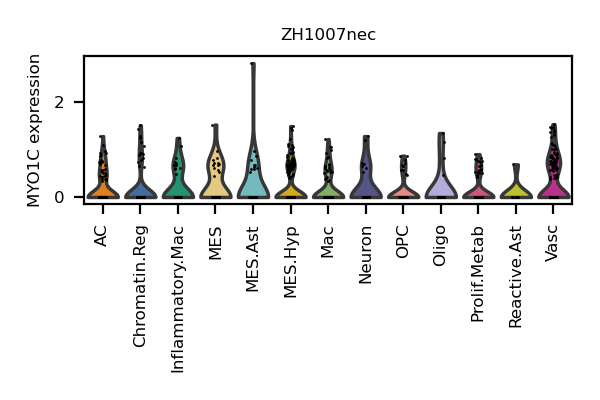 ZH1007nec
MYO1C expression
2
0
AC
Chromatin.Reg
Inflammatory.Mac
MES
MES.Ast
MES.Hyp
Mac
Neuron
OPC
Oligo
Prolif.Metab
Reactive.Ast
Vasc